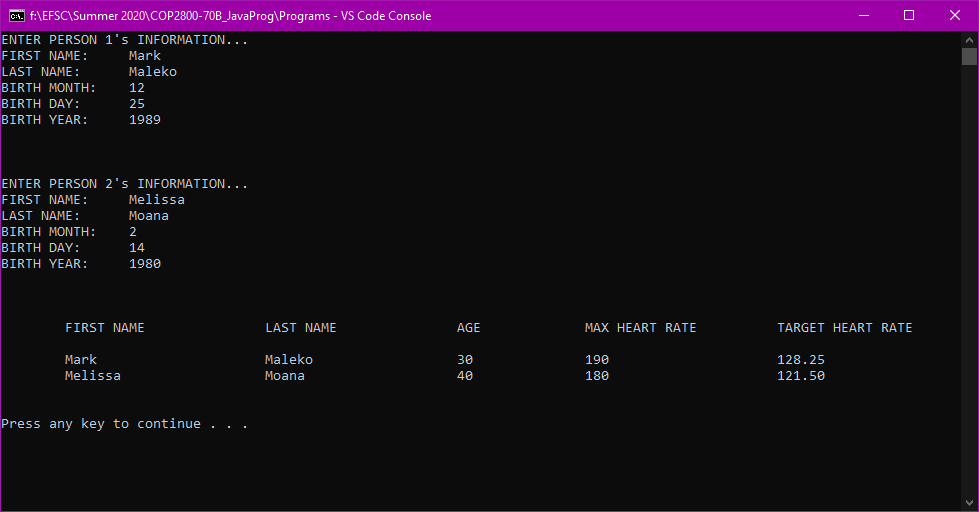 f:\EFSC\Summer 2020\COP2800-70B_JavaProg\Programs - VS Code Console
ENTER PERSON 1's INFORMATION...
FIRST NAME: Mark
LAST NAME: Maleko
BIRTH MONTH: 12
BIRTH DAY: 25
BIRTH YEAR: 1989
ENTER PERSON 2's INFORMATION...
FIRST NAME: Melissa
LAST NAME: Moana
BIRTH MONTH: 2
BIRTH DAY: 14
BIRTH YEAR: 1980
FIRST NAME LAST NAME AGE MAX HEART RATE TARGET HEART RATE
Mark Maleko 30 190 128.25
Melissa Moana 40 180 121.50
Press any key to continue . . .